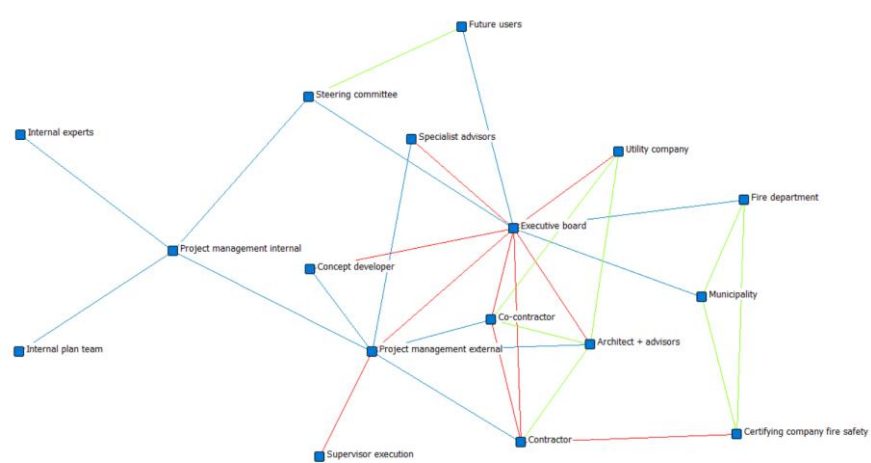 Future users
Steering committee
Internal experts
Specialist advisors
Utility company
Fire department
Executive board
Project management internal
Concept developer
Municipality
Co-contractor
Architect + advisors
Internal plan team
Project management external
Certifying company fire safety
Contractor
Supervisor execution